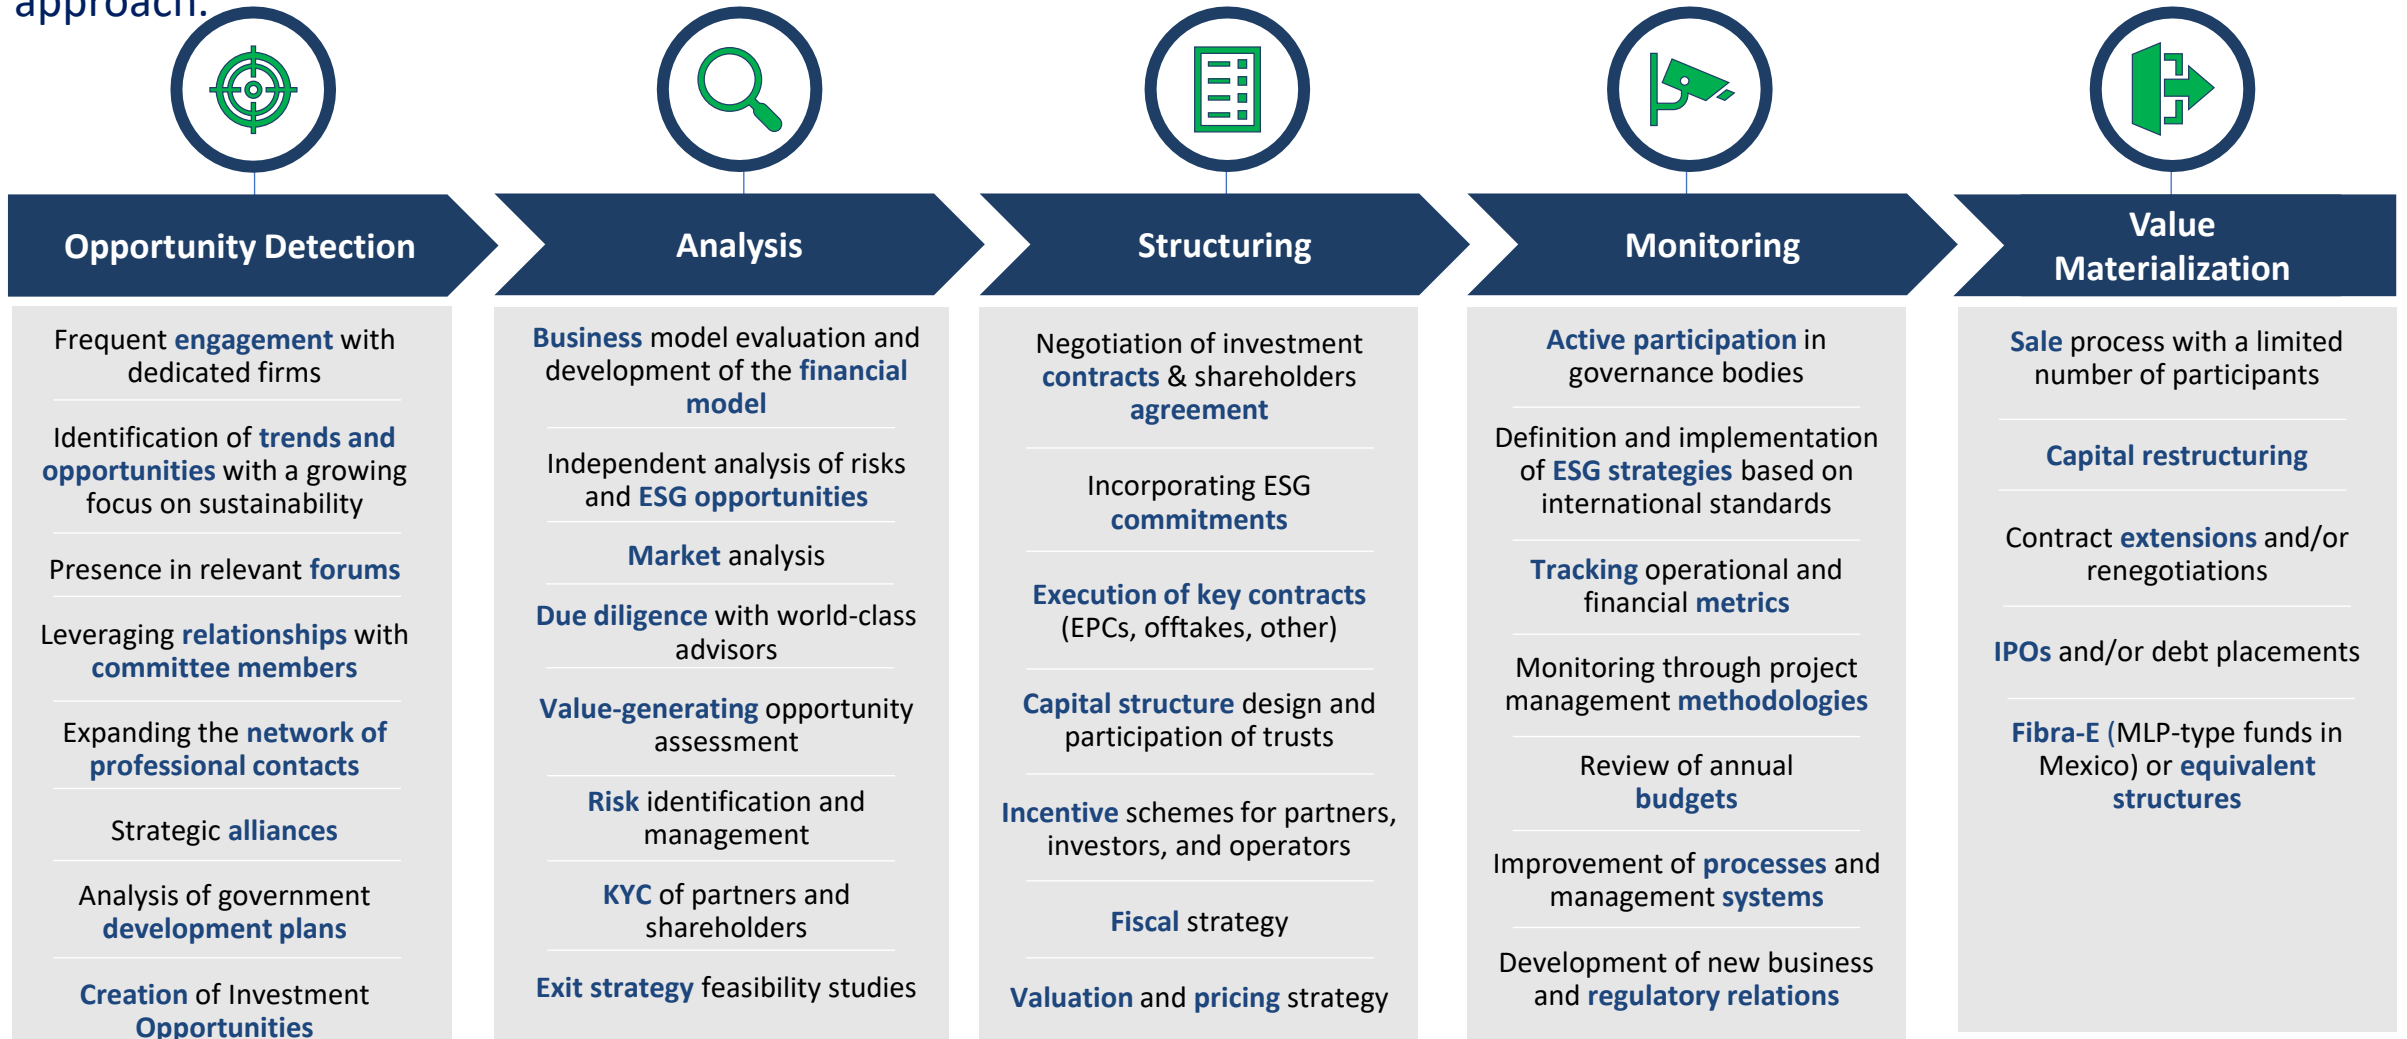 approach.
Opportunity Detection
Frequent engagement with
dedicated firms
Identification of trends and
opportunities with a growing
focus on sustainability
Presence in relevant forums
Leveraging relationships with
committee members
Expanding the network of
professional contacts
Strategic alliances
Analysis of government
development plans
Creation of Investment
Opportunities
Analysis
Business model evaluation and
development of the financial
model
Independent analysis of risks
and ESG opportunities
Market analysis
Due diligence with world-class
advisors
Value-generating opportunity
assessment
Risk identification and
management
KYC of partners and
shareholders
Exit strategy feasibility studies
Structuring
Negotiation of investment
contracts & shareholders
agreement
Incorporating ESG
commitments
Execution of key contracts
(EPCs, offtakes, other)
Capital structure design and
participation of trusts
Incentive schemes for partners,
investors, and operators
Fiscal strategy
Valuation and pricing strategy
Monitoring
Active participation in
governance bodies
Definition and implementation
of ESG strategies based on
international standards
Tracking operational and
financial metrics
Monitoring through project
management methodologies
Review of annual
budgets
Improvement of processes and
management systems
Development of new business
and regulatory relations
Value
Materialization
Sale process with a limited
number of participants
Capital restructuring
Contract extensions and/or
renegotiations
IPOs and/or debt placements
Fibra-E (MLP-type funds in
Mexico) or equivalent
structures